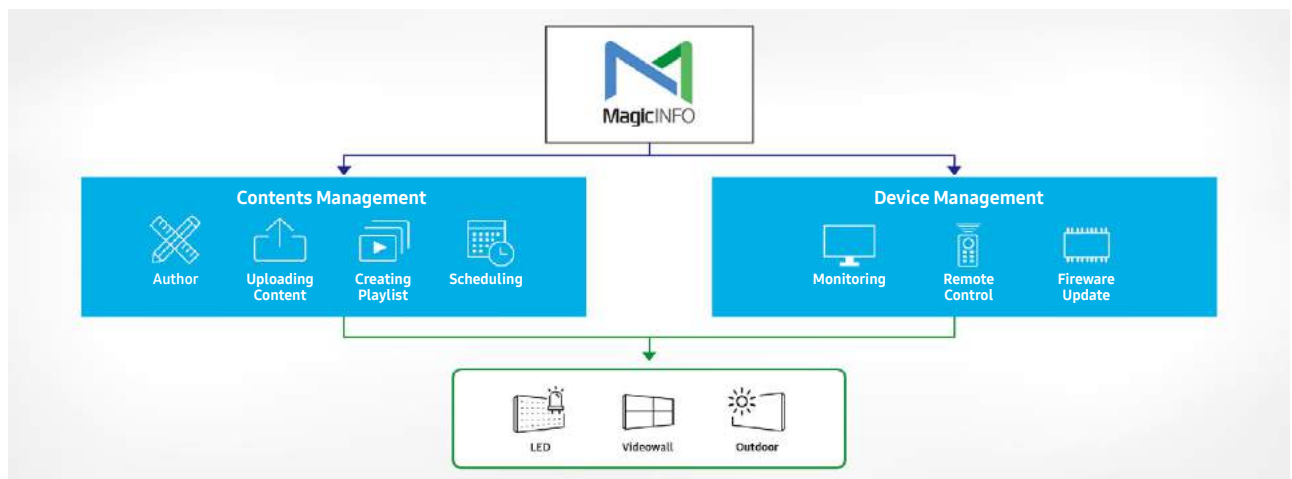 MagicINFO
Contents Management
Author
Uploading
Content
Creating
Playlist
Scheduling
Device Management
Monitoring
Remote
Control
Fireware
Update
LED
Videowall
Outdoor